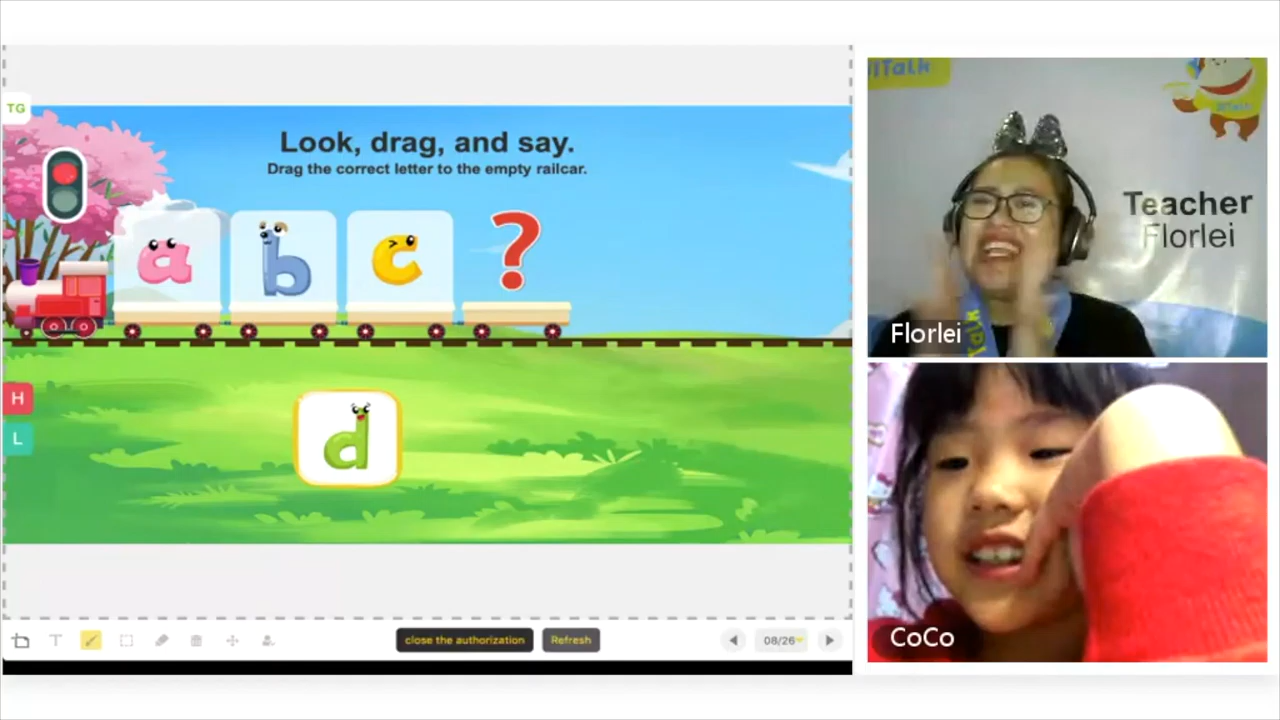 TG
Look, drag, and say.
Drag the correct letter to the empty railcar.
a b c ?
H
L
d
T
close the authorization
Refresh
08/26
Teacher
Florlei
Florlei
CoCo